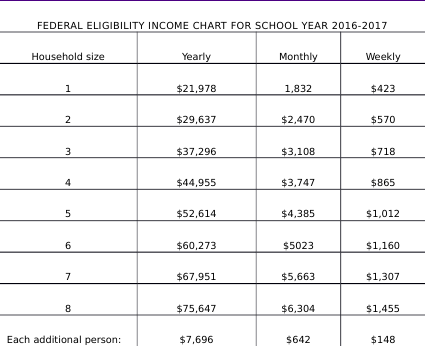 FEDERAL ELIGIBILITY INCOME CHART FOR SCHOOL YEAR 2016-2017
Household size Yearly Monthly Weekly
1 $21,978 1,832 $423
2 $29,637 $2,470 $570
3 $37,296 $3,108 $718
4 $44,955 $3,747 $865
5 $52,614 $4,385 $1,012
6 $60,273 $5023 $1,160
7 $67,951 $5,663 $1,307
8 $75,647 $6,304 $1,455
Each additional person: $7,696 $642 $148